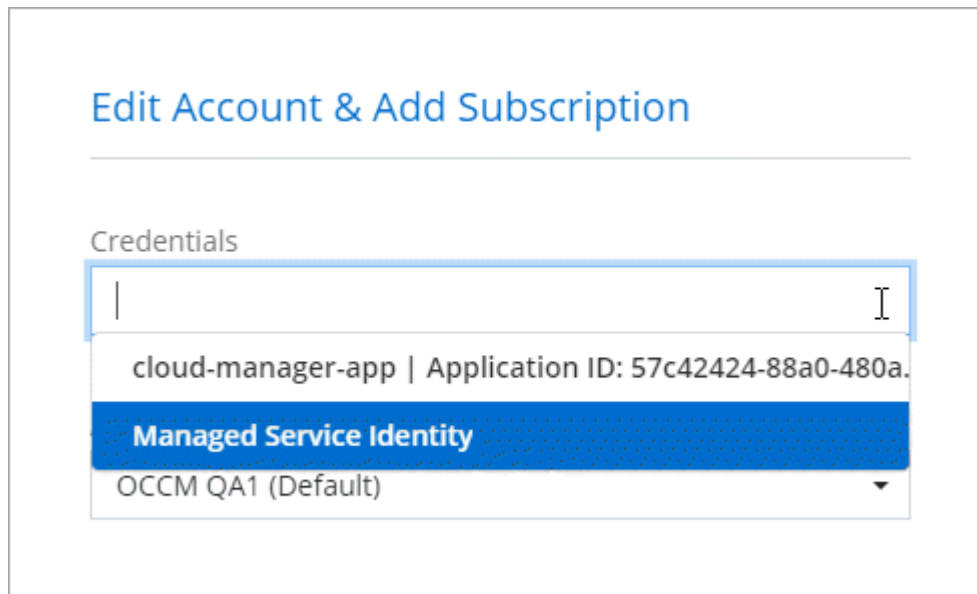 Edit Account & Add Subscription
Credentials
cloud-manager-app | Application ID: 57c42424-88a0-480a.
Managed Service Identity
OCCM QA1 (Default)